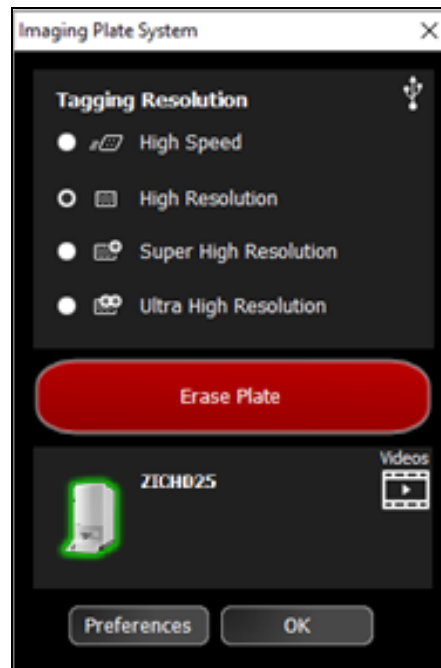 Imaging Plate System
Tagging Resolution
High Speed
High Resolution
Super High Resolution
Ultra High Resolution
Erase Plate
Videos
ZICH025
Preferences
OK